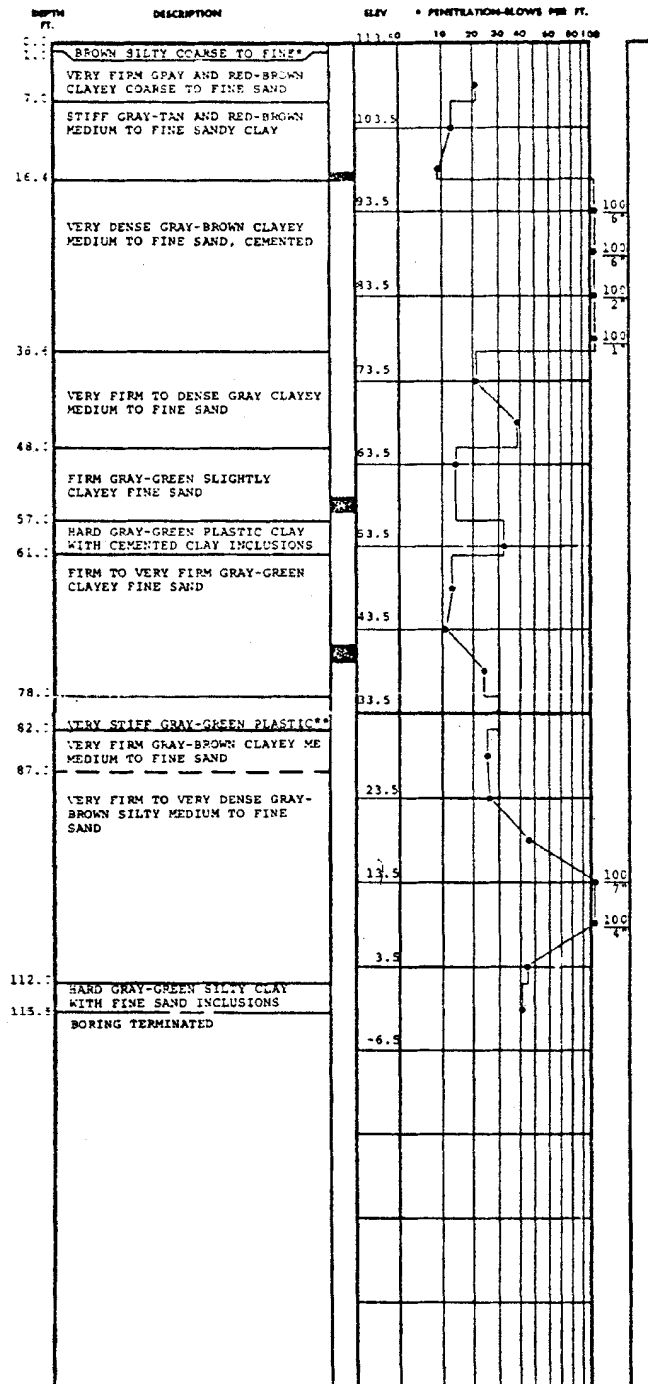 DEPTH
FT.
DESCRIPTION
ELEV
• PENETRATION-BLOWS PER FT.
113.5
0
10
20
30
40
60
80
100
BROWN SILTY COARSE TO FINE*
VERY FIRM GRAY AND RED-BROWN
CLAYEY COARSE TO FINE SAND
STIFF GRAY-TAN AND RED-BROWN
MEDIUM TO FINE SANDY CLAY
103.5
16.4
VERY DENSE GRAY-BROWN CLAYEY
MEDIUM TO FINE SAND, CEMENTED
93.5
100
6"
100
6"
83.5
100
2"
100
1"
73.5
VERY FIRM TO DENSE GRAY CLAYEY
MEDIUM TO FINE SAND
63.5
FIRM GRAY-GREEN SLIGHTLY
CLAYEY FINE SAND
HARD GRAY-GREEN PLASTIC CLAY
WITH CEMENTED CLAY INCLUSIONS
53.5
FIRM TO VERY FIRM GRAY-GREEN
CLAYEY FINE SAND
43.5
33.5
VERY STIFF GRAY-GREEN PLASTIC**
VERY FIRM GRAY-BROWN CLAYEY ME
MEDIUM TO FINE SAND
23.5
VERY FIRM TO VERY DENSE GRAY-
BROWN SILTY MEDIUM TO FINE
SAND
13.5
100
7"
100
4"
3.5
HARD GRAY-GREEN SILTY CLAY
WITH FINE SAND INCLUSIONS
BORING TERMINATED
-6.5